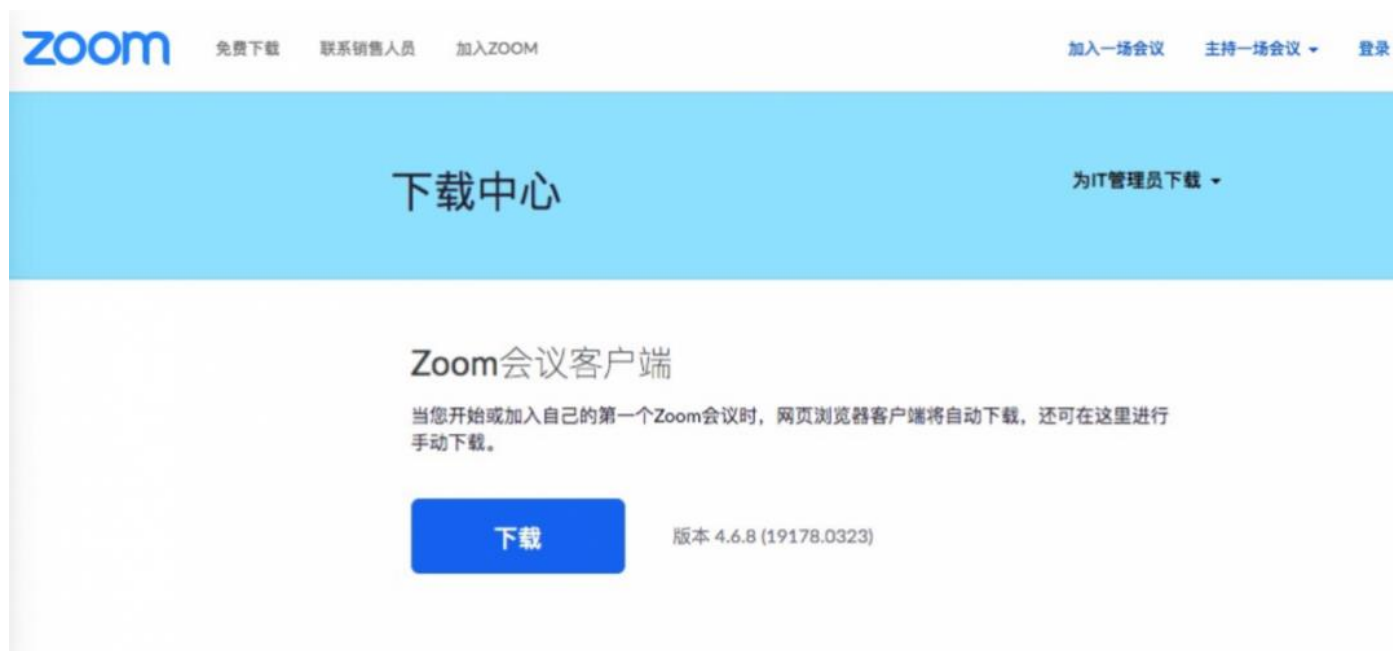 zoom 免费下载 联系销售人员 加入ZOOM 加入一场会议 主持一场会议 登录
下载中心 为IT管理员下载
Zoom会议客户端
当您开始或加入自己的第一个Zoom会议时，网页浏览器客户端将自动下载，还可在这里进行
手动下载。
下载 版本 4.6.8 (19178.0323)